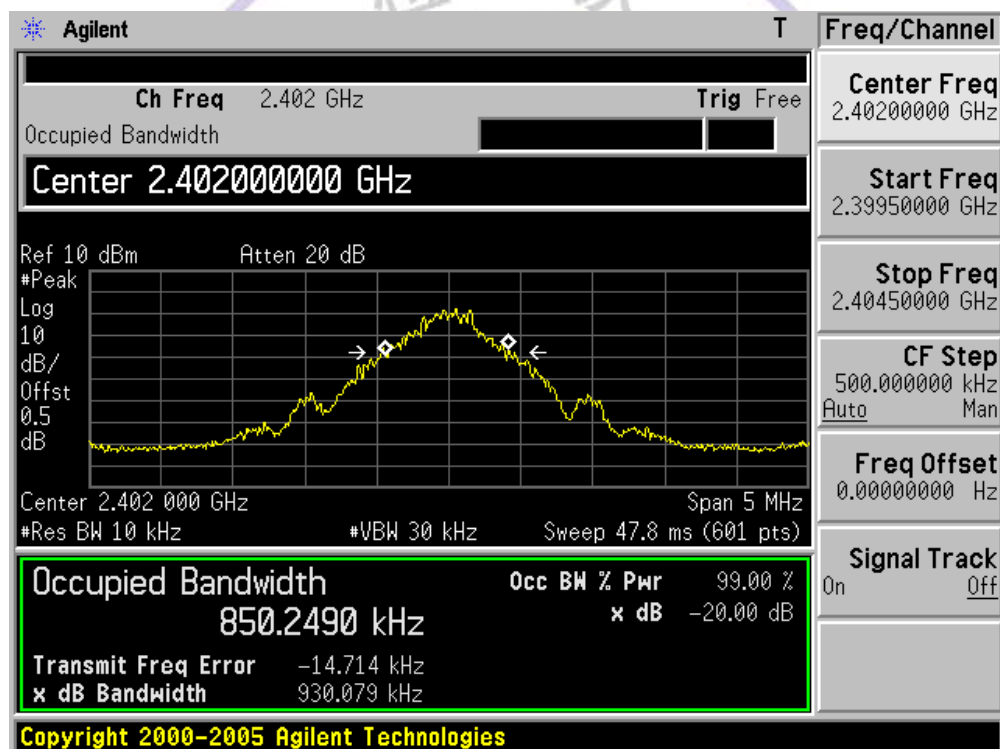 Agilent T
Freq/Channel
Ch Freq 2.402 GHz Trig Free
Occupied Bandwidth
Center 2.402000000 GHz
Ref 10 dBm Atten 20 dB
#Peak
Log
10
dB/
Offst
0.5
dB
Center 2.402 000 GHz Span 5 MHz
#Res BW 10 kHz #VBW 30 kHz Sweep 47.8 ms (601 pts)
Occupied Bandwidth
850.2490 kHz
Occ BW % Pwr 99.00 %
x dB -20.00 dB
Transmit Freq Error -14.714 kHz
x dB Bandwidth 930.079 kHz
Copyright 2000-2005 Agilent Technologies
Center Freq
2.40200000 GHz
Start Freq
2.39950000 GHz
Stop Freq
2.40450000 GHz
CF Step
500.000000 kHz
Auto Man
Freq Offset
0.00000000 Hz
Signal Track
On Off